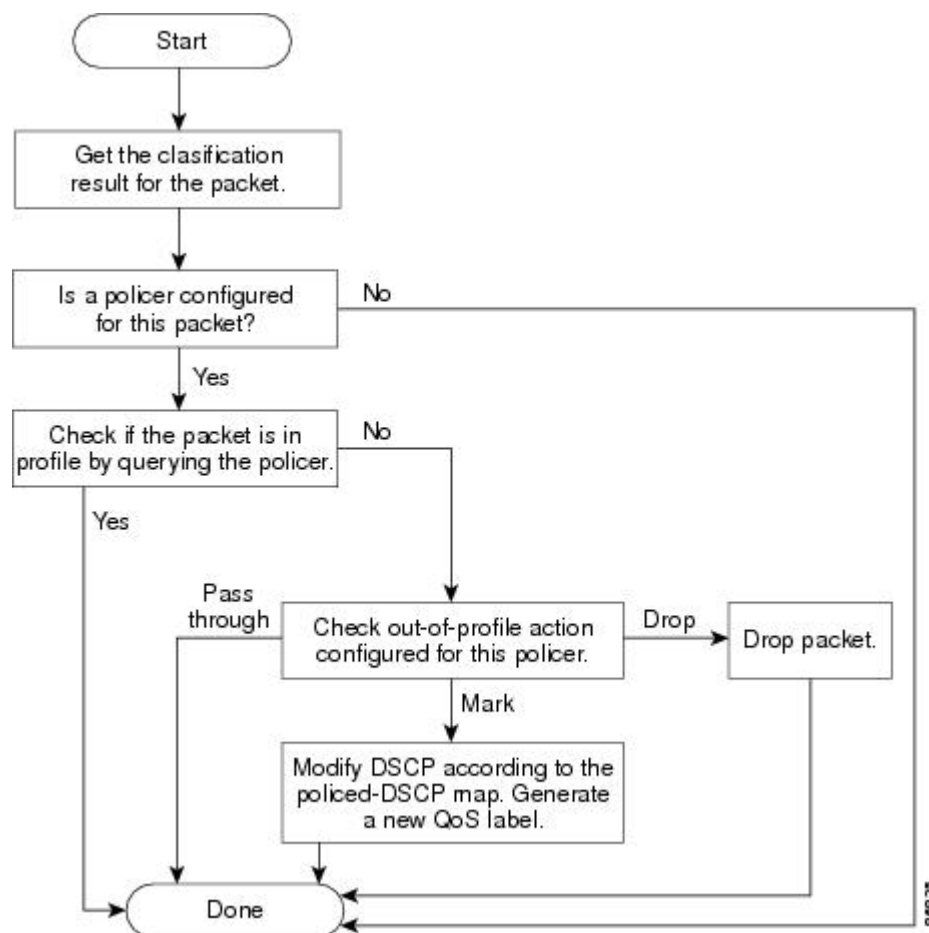 Start
Get the clasification
result for the packet.
Is a policer configured
for this packet?
No
Yes
Check if the packet is in
profile by querying the policer.
No
Yes
Pass
through
Check out-of-profile action
configured for this policer.
Drop
Drop packet.
Mark
Modify DSCP according to the
policed-DSCP map. Generate
a new QoS label.
Done